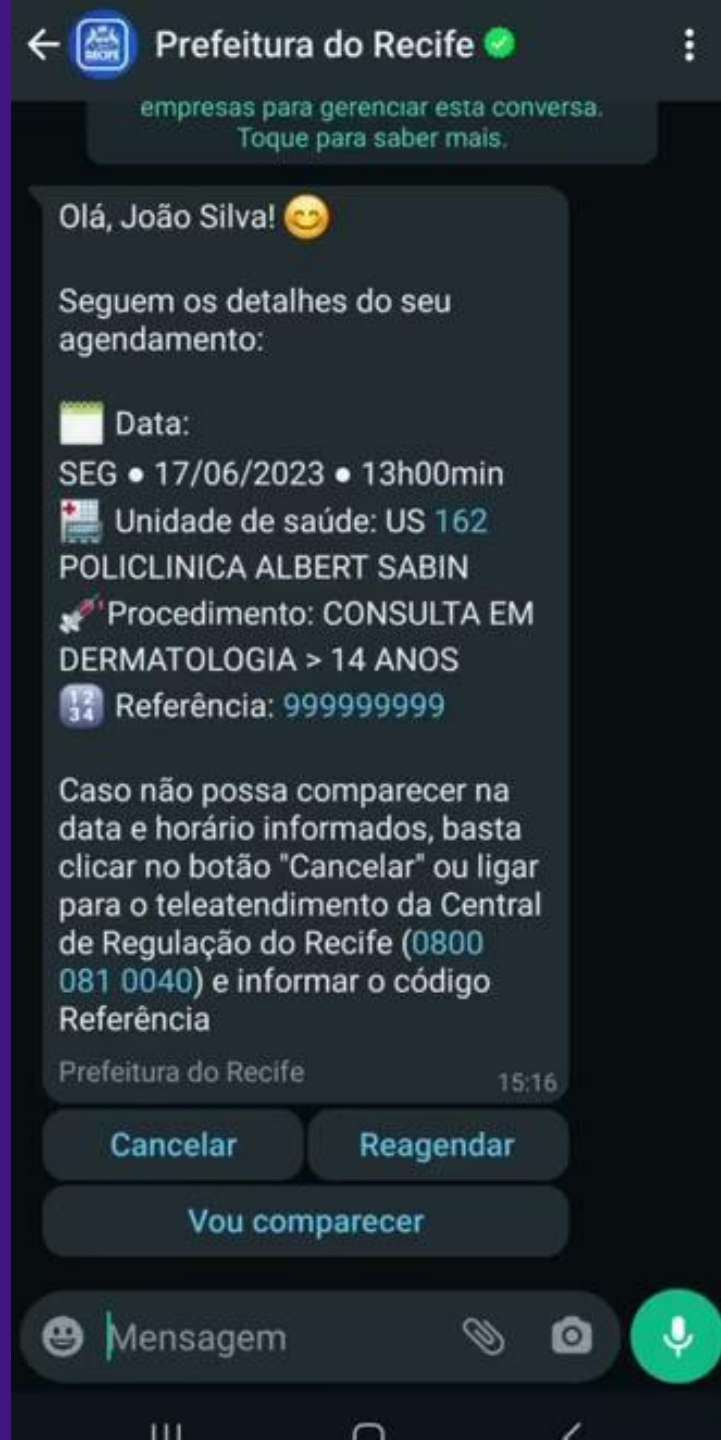 Prefeitura do Recife
empresas para gerenciar esta conversa.
Toque para saber mais.
Olá, João Silva! 😊
Seguem os detalhes do seu
agendamento:
Data:
SEG • 17/06/2023 • 13h00min
Unidade de saúde: US 162
POLICLINICA ALBERT SABIN
Procedimento: CONSULTA EM
DERMATOLOGIA > 14 ANOS
Referência: 999999999
Caso não possa comparecer na
data e horário informados, basta
clicar no botão "Cancelar" ou ligar
para o teleatendimento da Central
de Regulação do Recife (0800
081 0040) e informar o código
Referência
Prefeitura do Recife 15:16
Cancelar Reagendar
Vou comparecer
Mensagem